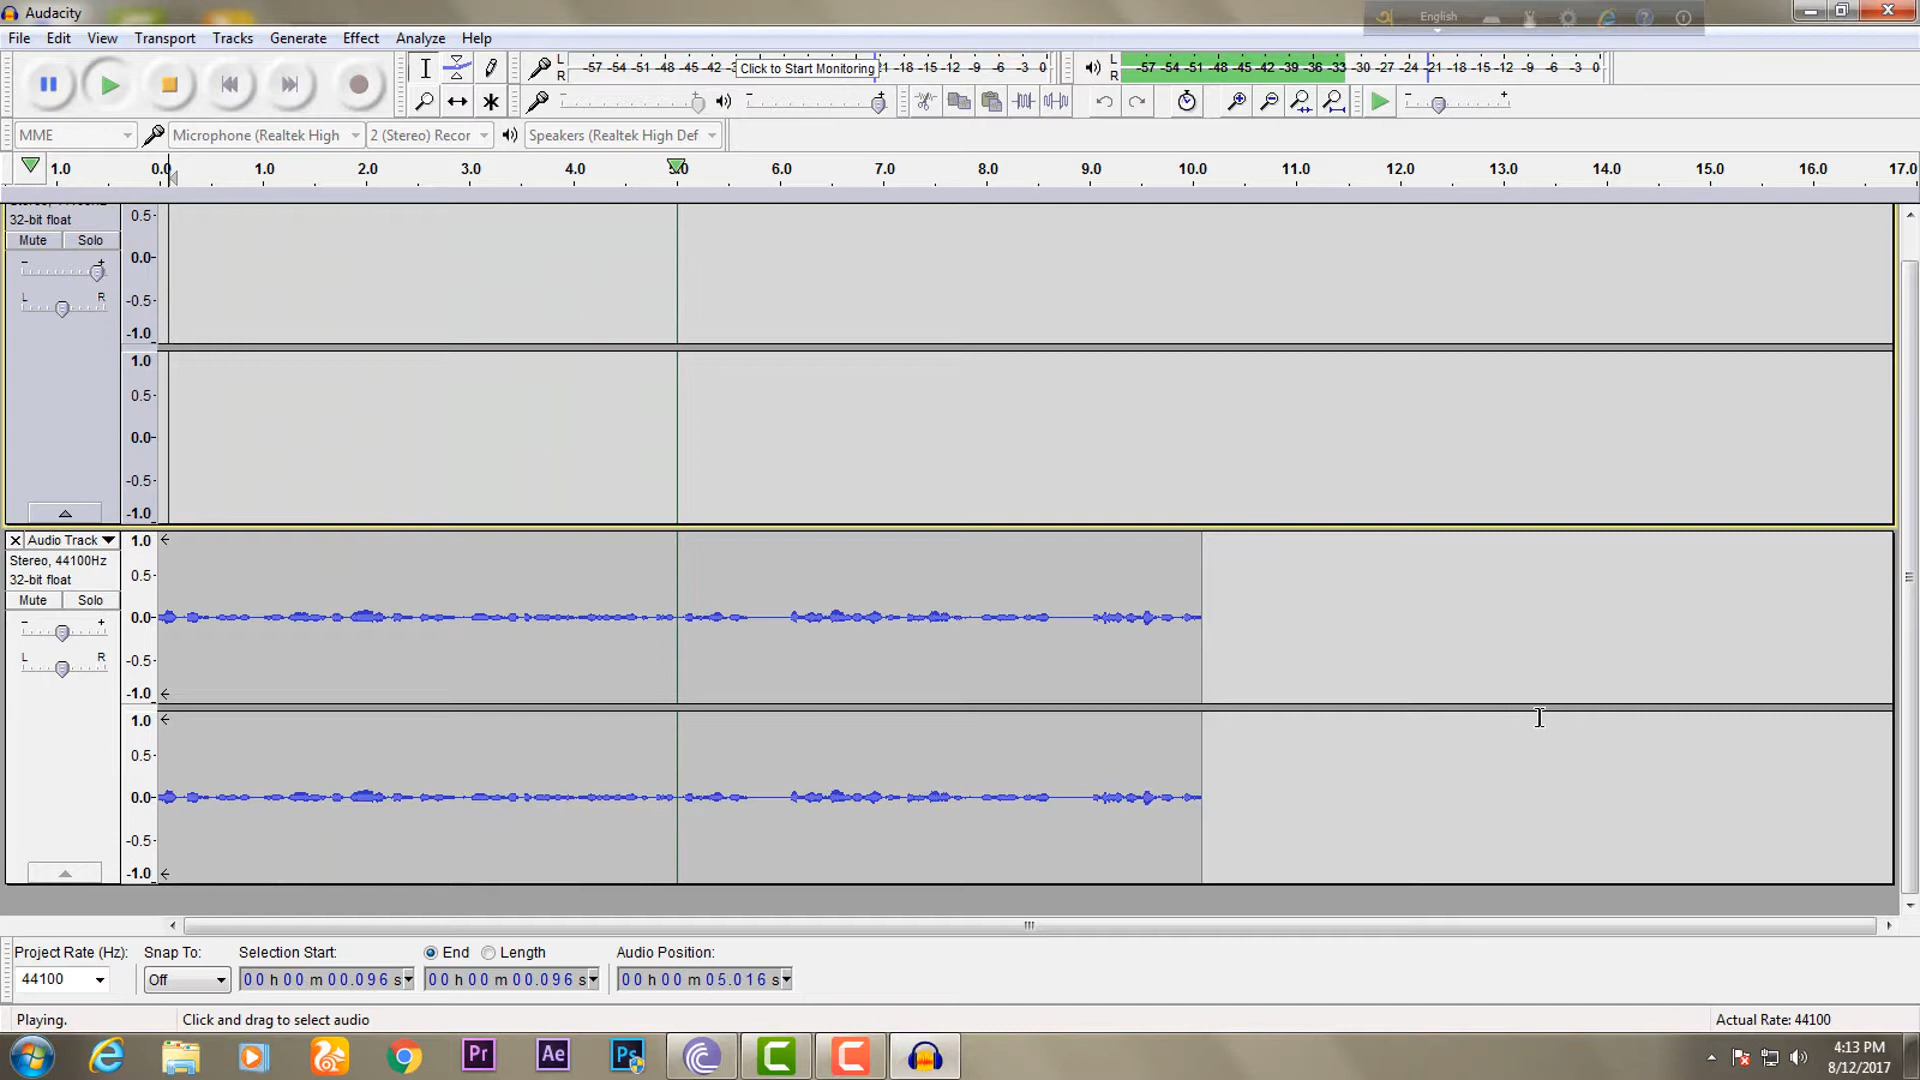 Audacity
English
File Edit View Transport Tracks Generate Effect Analyze Help
L
R
-57 -54 -51 -48 -45 -42 -3 Click to Start Monitoring 21 -18 -15 -12 -9 -6 -3 0
L
R
-57 -54 -51 -48 -45 -42 -39 -36 -33 -30 -27 -24 -21 -18 -15 -12 -9 -6 -3 0
MME Microphone (Realtek High 2 (Stereo) Recor Speakers (Realtek High Def
1.0 0.0 1.0 2.0 3.0 4.0 5.0 6.0 7.0 8.0 9.0 10.0 11.0 12.0 13.0 14.0 15.0 16.0 17.0
32-bit float
Mute Solo
- +
L R
0.5
0.0
-0.5
-1.0
1.0
0.5
0.0
-0.5
-1.0
X Audio Track
Stereo, 44100Hz
32-bit float
Mute Solo
- +
L R
1.0
0.5
0.0
-0.5
-1.0
1.0
0.5
0.0
-0.5
-1.0
Project Rate (Hz): Snap To: Selection Start: End Length Audio Position:
44100 Off 00 h 00 m 00.096 s 00 h 00 m 00.096 s 00 h 00 m 05.016 s
Playing. Click and drag to select audio Actual Rate: 44100
Pr Ae Ps
4:13 PM
8/12/2017